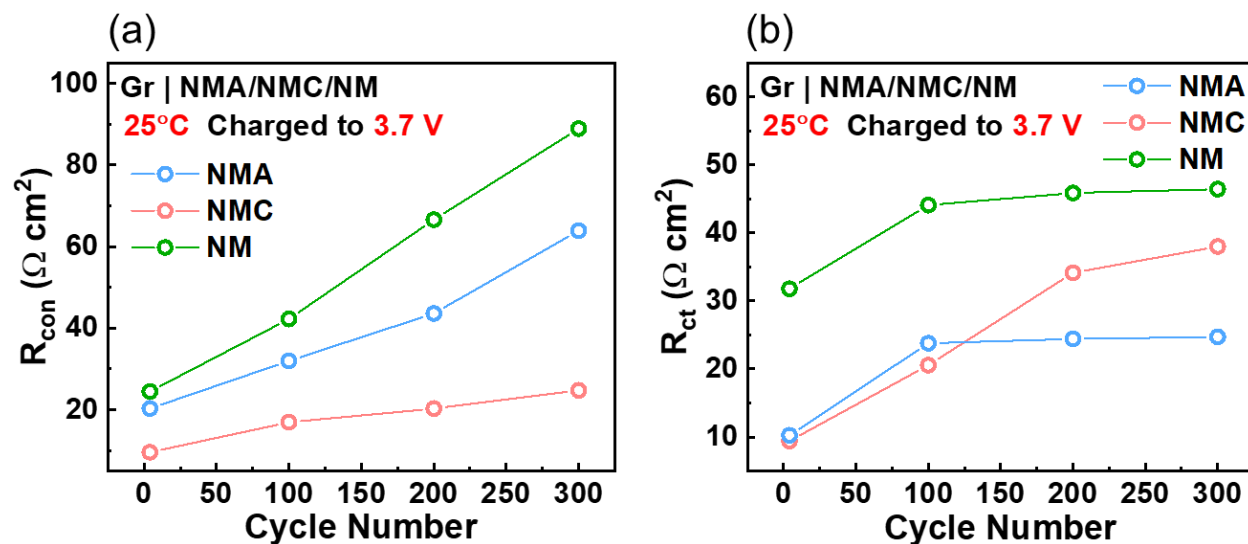 (a)
Gr | NMA/NMC/NM
25°C Charged to 3.7 V
NMA
NMC
NM
R_con (Ω cm²)
100
80
60
40
20
0 50 100 150 200 250 300
Cycle Number
(b)
Gr | NMA/NMC/NM
25°C Charged to 3.7 V
NMA
NMC
NM
R_ct (Ω cm²)
60
50
40
30
20
10
0 50 100 150 200 250 300
Cycle Number